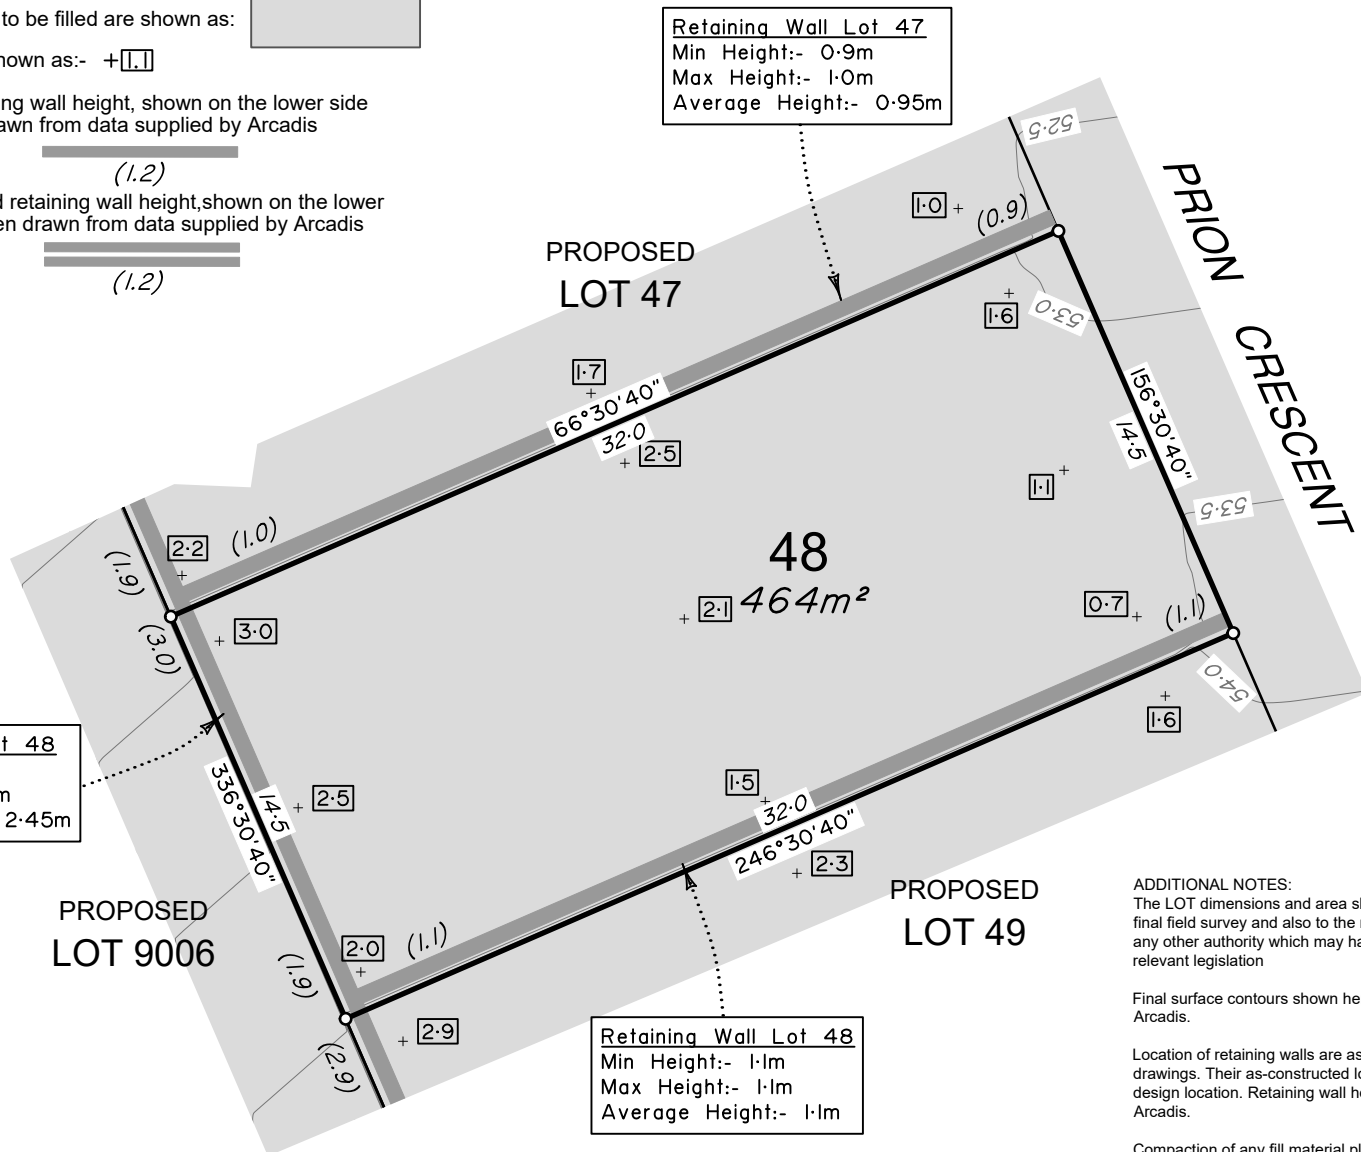 to be filled are shown as:
hown as:- +1.1
ng wall height, shown on the lower side
awn from data supplied by Arcadis
(1.2)
d retaining wall height,shown on the lower
en drawn from data supplied by Arcadis
(1.2)
Retaining Wall Lot 47
Min Height:- 0·9m
Max Height:- 1·0m
Average Height:- 0·95m
52·5
PRION CRESCENT
1·0
(0.9)
PROPOSED
LOT 47
1·6
53·0
1·7
66°30'40"
32·0
2·5
156°30'40"
14·5
1·1
53·5
2·2
(1.0)
(1.9)
48
464m²
2·1
0·7
(1.1)
3·0
(3.0)
54·0
1·6
t 48
m
2·45m
336°30'40"
14·5
2·5
1·5
32·0
246°30'40"
2·3
PROPOSED
LOT 9006
PROPOSED
LOT 49
2·0
(1.1)
(1.9)
2·9
(2.9)
Retaining Wall Lot 48
Min Height:- 1·1m
Max Height:- 1·1m
Average Height:- 1·1m
ADDITIONAL NOTES:
The LOT dimensions and area s
final field survey and also to the
any other authority which may ha
relevant legislation
Final surface contours shown he
Arcadis.
Location of retaining walls are as
drawings. Their as-constructed lo
design location. Retaining wall he
Arcadis.
Compaction of any fill material pl